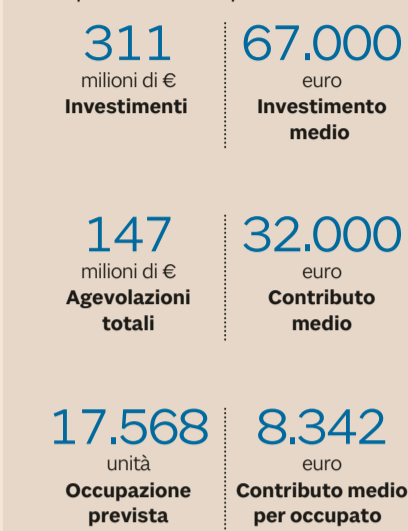 311
milioni di €
Investimenti
67.000
euro
Investimento
medio
147
milioni di €
Agevolazioni
totali
32.000
euro
Contributo
medio
17.568
unità
Occupazione
prevista
8.342
euro
Contributo medio
per occupato